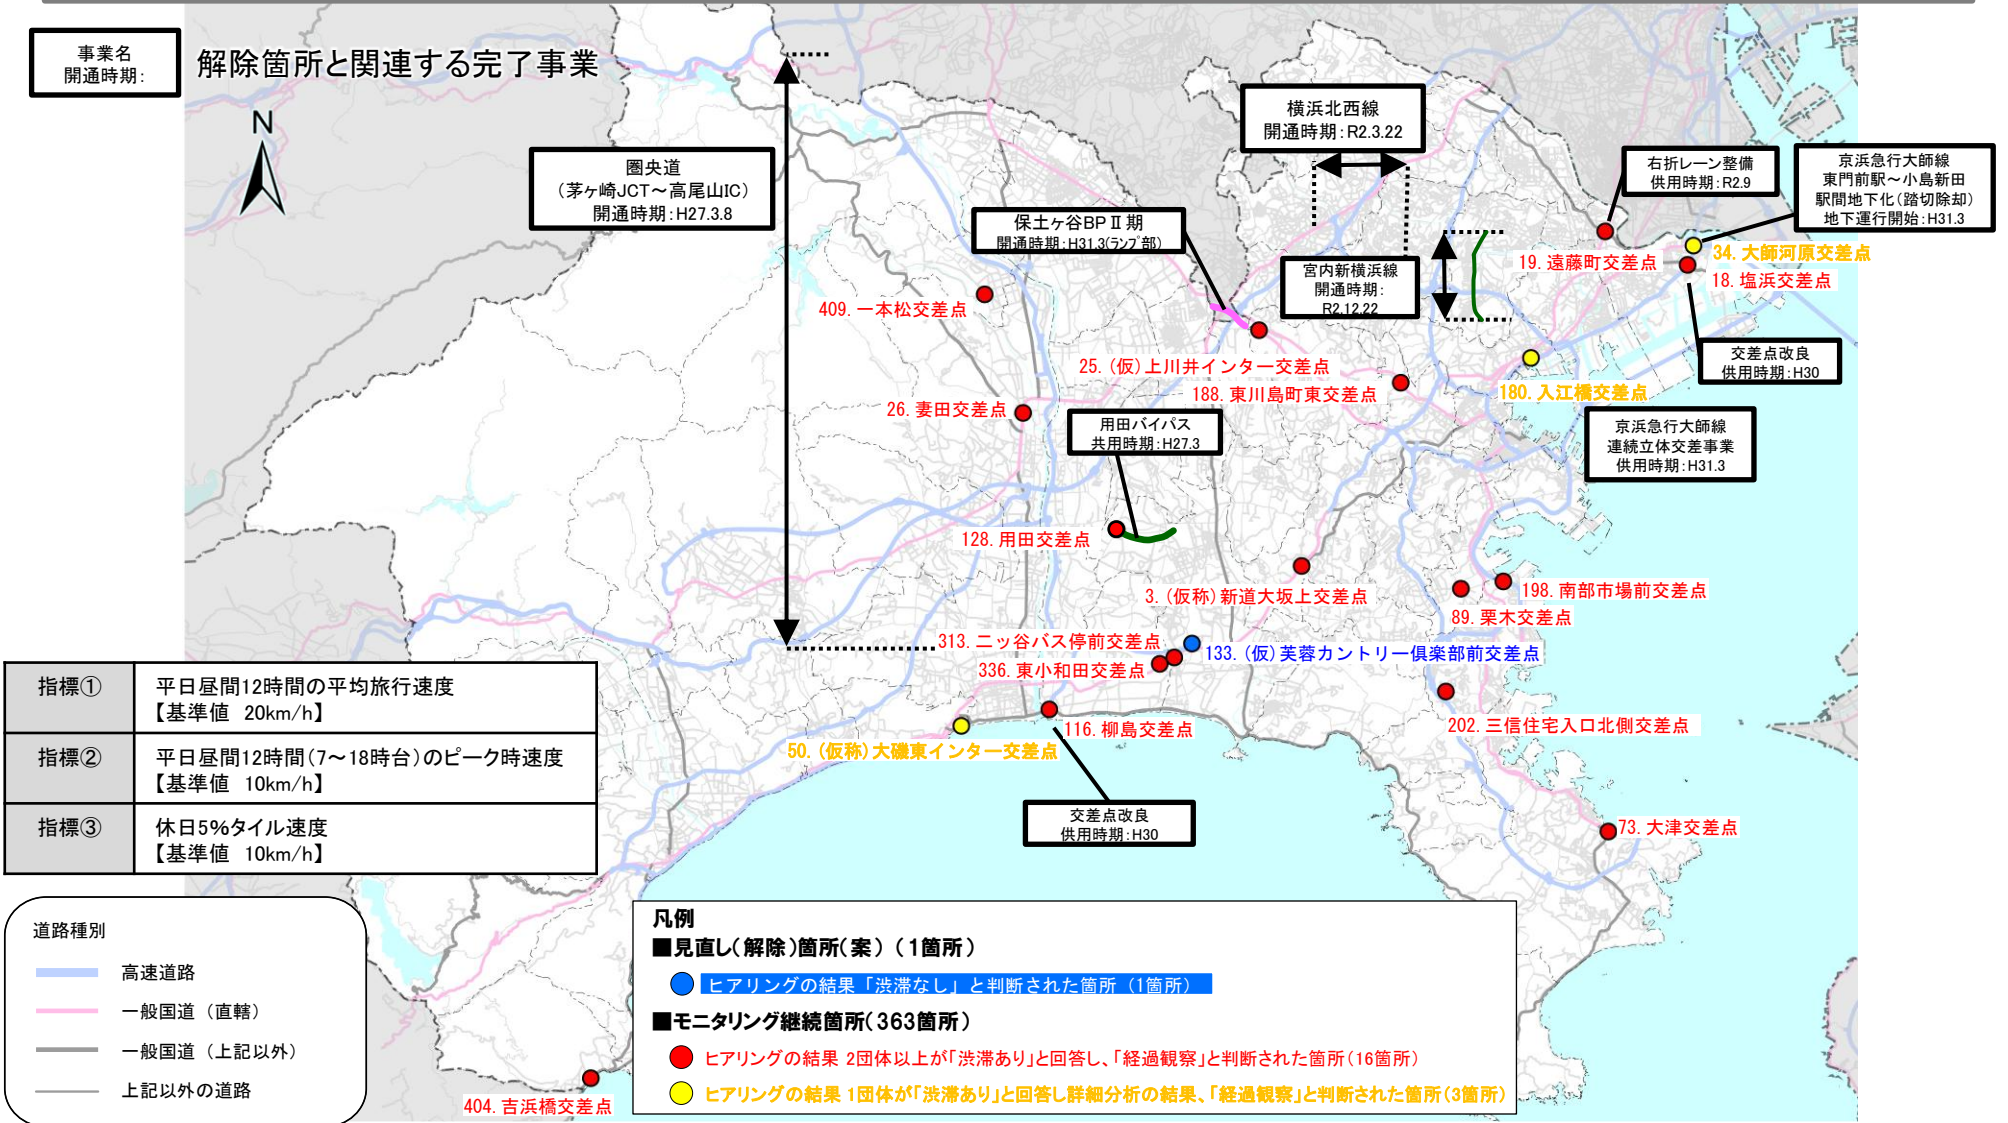 事業名
開通時期：
解除箇所と関連する完了事業
N
圏央道
（茅ヶ崎JCT～高尾山IC）
開通時期：H27.3.8
横浜北西線
開通時期：R2.3.22
右折レーン整備
供用時期：R2.9
京浜急行大師線
東門前駅～小島新田
駅間地下化（踏切除却）
地下運行開始：H31.3
保土ヶ谷BPⅡ期
開通時期：H31.3(ランプ部)
宮内新横浜線
開通時期：
R2.12.22
19. 遠藤町交差点
34. 大師河原交差点
18. 塩浜交差点
409. 一本松交差点
交差点改良
供用時期：H30
25. （仮）上川井インター交差点
188. 東川島町東交差点
180. 入江橋交差点
26. 妻田交差点
用田バイパス
共用時期：H27.3
京浜急行大師線
連続立体交差事業
供用時期：H31.3
128. 用田交差点
3. （仮称）新道大坂上交差点
198. 南部市場前交差点
89. 栗木交差点
313. 二ッ谷バス停前交差点
133. （仮）芙蓉カントリー倶楽部前交差点
336. 東小和田交差点
202. 三信住宅入口北側交差点
116. 柳島交差点
50. （仮称）大磯東インター交差点
交差点改良
供用時期：H30
73. 大津交差点
404. 吉浜橋交差点
指標① 平日昼間12時間の平均旅行速度
【基準値 20km/h】
指標② 平日昼間12時間（7～18時台）のピーク時速度
【基準値 10km/h】
指標③ 休日5%タイル速度
【基準値 10km/h】
道路種別
高速道路
一般国道（直轄）
一般国道（上記以外）
上記以外の道路
凡例
■見直し（解除）箇所（案）（1箇所）
ヒアリングの結果「渋滞なし」と判断された箇所（1箇所）
■モニタリング継続箇所（363箇所）
ヒアリングの結果 2団体以上が「渋滞あり」と回答し、「経過観察」と判断された箇所（16箇所）
ヒアリングの結果 1団体が「渋滞あり」と回答し詳細分析の結果、「経過観察」と判断された箇所（3箇所）